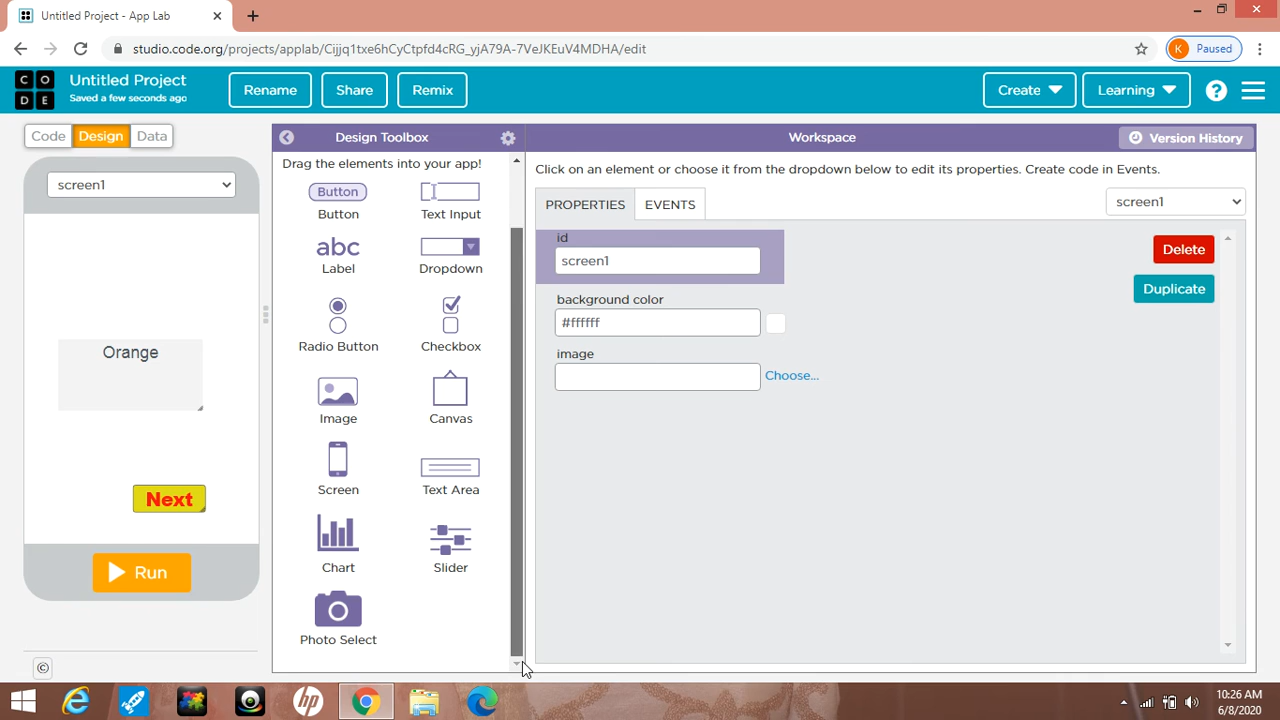 Untitled Project - App Lab
studio.code.org/projects/applab/Cijjq1txe6hCyCtpfd4cRG_yjA79A-7VeJKEuV4MDHA/edit
K Paused
C O D E
Untitled Project
Saved a few seconds ago
Rename
Share
Remix
Create
Learning
?
Code
Design
Data
Design Toolbox
Workspace
Version History
screen1
Drag the elements into your app!
Button
Button
Text Input
abc
Label
Dropdown
Radio Button
Checkbox
Image
Canvas
Screen
Text Area
Chart
Slider
Photo Select
Click on an element or choose it from the dropdown below to edit its properties. Create code in Events.
PROPERTIES
EVENTS
screen1
id
screen1
Delete
Duplicate
background color
#ffffff
image
Choose...
Orange
Next
Run
©
hp
10:26 AM
6/8/2020